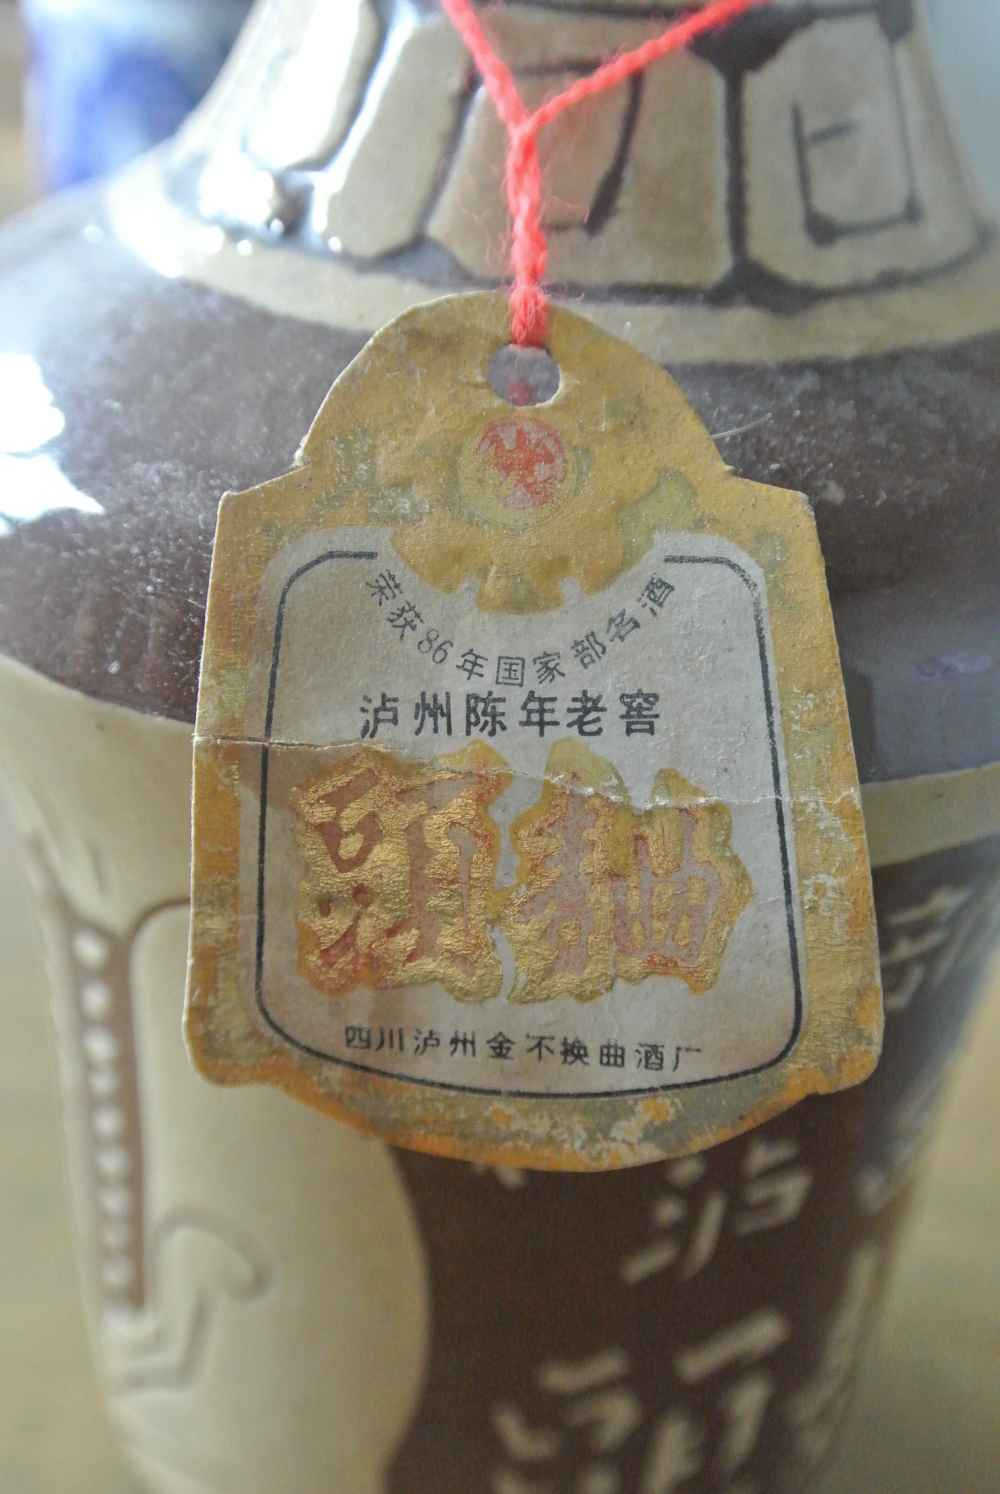 荣获86年国家部名酒
泸州陈年老窖
頭曲
四川泸州金不换曲酒厂